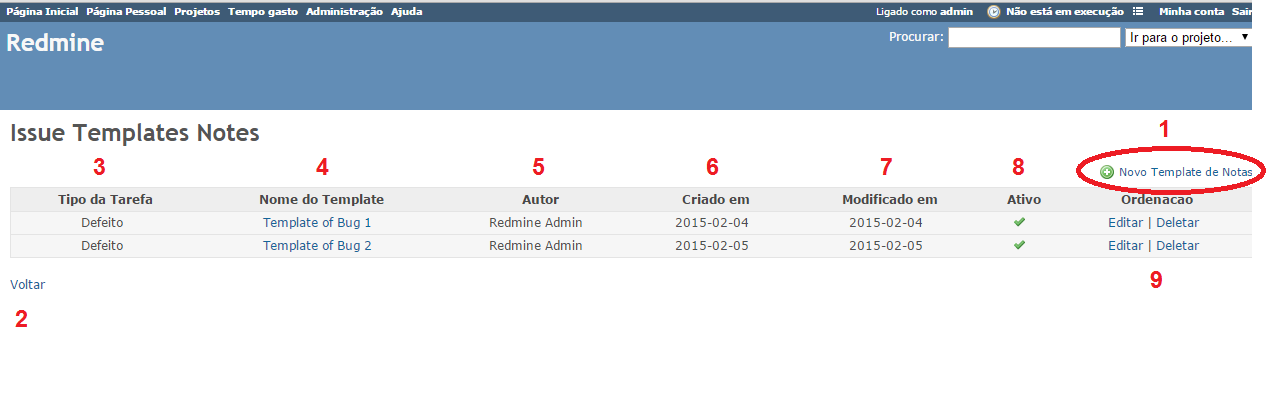 Página Inicial Página Pessoal Projetos Tempo gasto Administração Ajuda Ligado como admin Não está em execução Minha conta Sair
Redmine Procurar: Ir para o projeto...
Issue Templates Notes
1
3 4 5 6 7 8 Novo Template de Notas
Tipo da Tarefa Nome do Template Autor Criado em Modificado em Ativo Ordenacão
Defeito Template of Bug 1 Redmine Admin 2015-02-04 2015-02-04 Editar | Deletar
Defeito Template of Bug 2 Redmine Admin 2015-02-05 2015-02-05 Editar | Deletar
Voltar 9
2